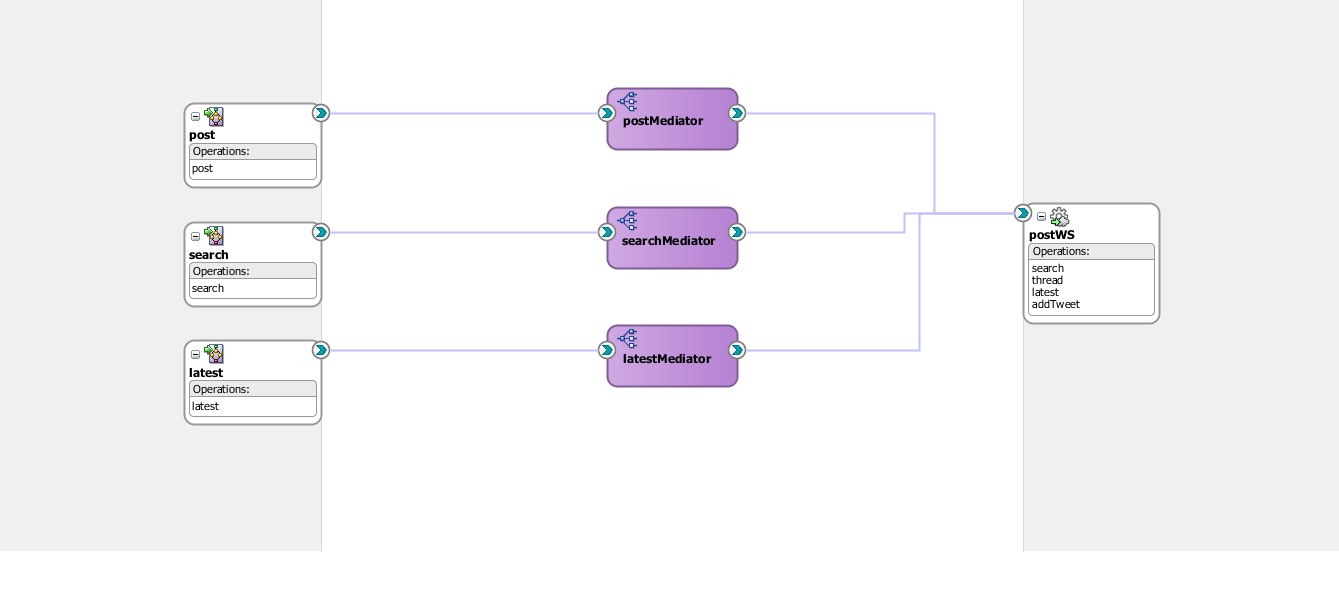 post
Operations:
post
postMediator
search
Operations:
search
searchMediator
latest
Operations:
latest
latestMediator
postWS
Operations:
search
thread
latest
addTweet